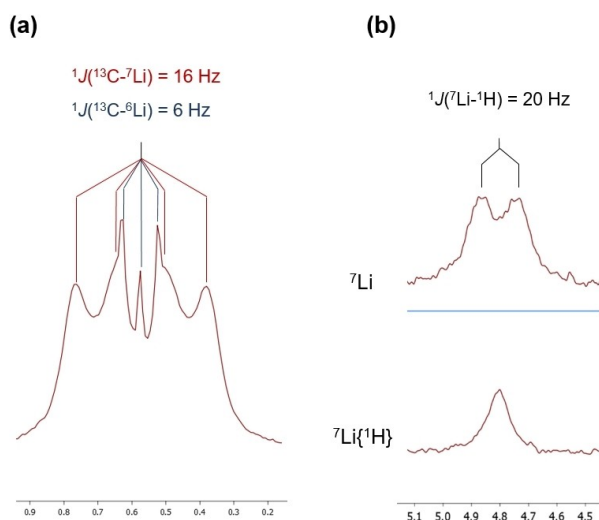 (a)
¹J(¹³C-⁷Li) = 16 Hz
¹J(¹³C-⁶Li) = 6 Hz
0.9 0.8 0.7 0.6 0.5 0.4 0.3 0.2
(b)
¹J(⁷Li-¹H) = 20 Hz
⁷Li
⁷Li{¹H}
5.1 5.0 4.9 4.8 4.7 4.6 4.5